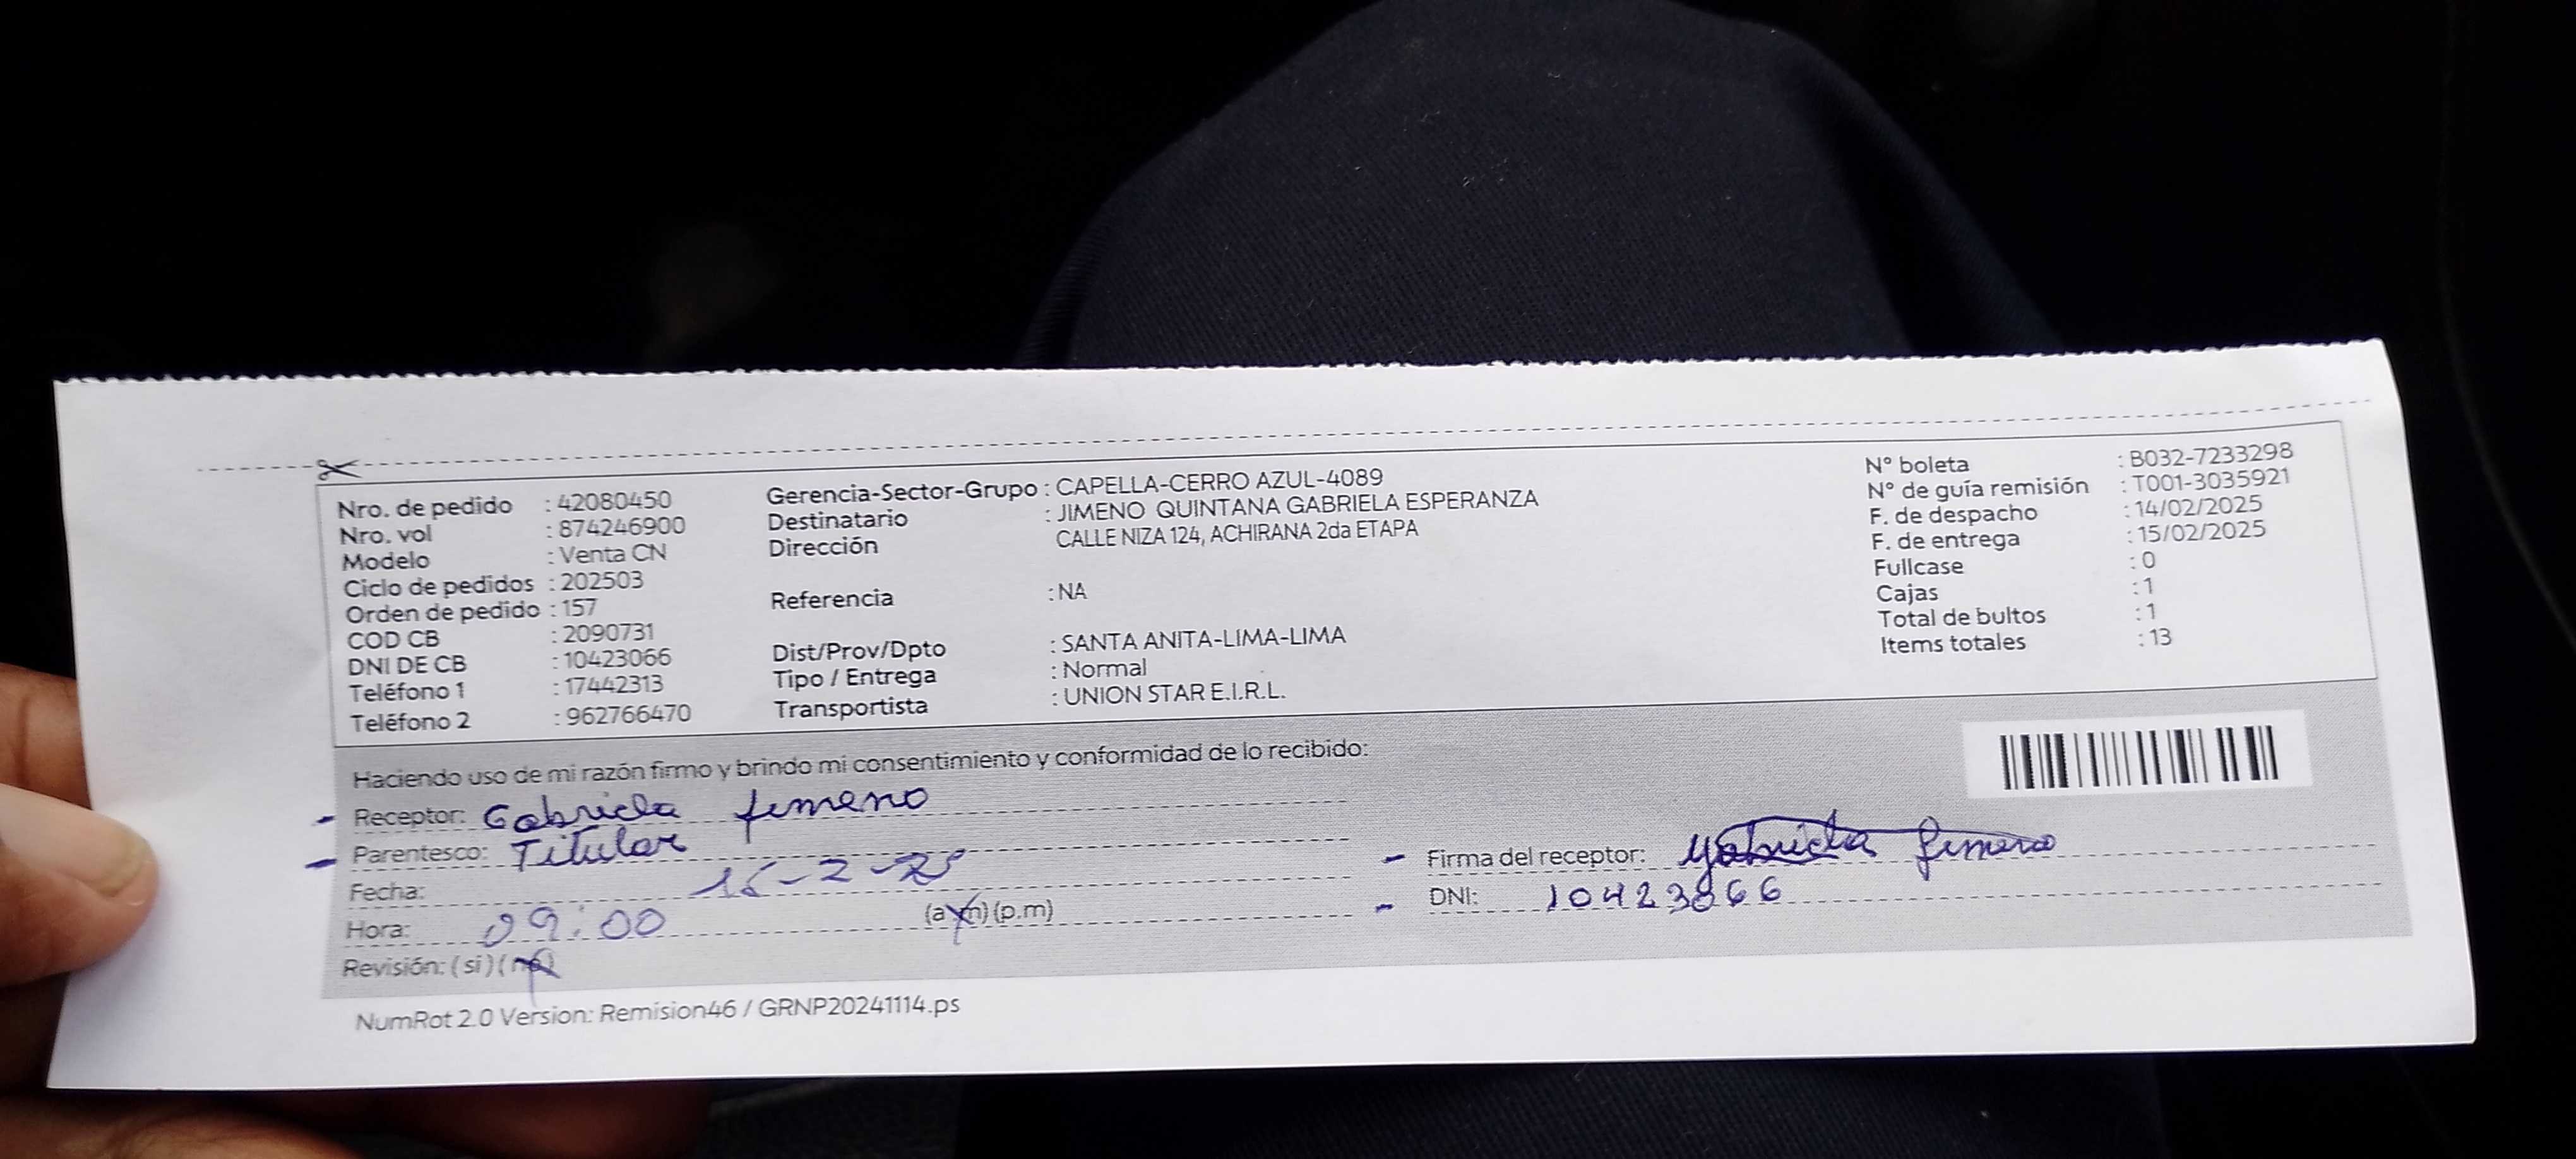 Nro. de pedido : 42080450
Nro. vol : 874246900
Modelo : Venta CN
Ciclo de pedidos : 202503
Orden de pedido : 157
COD CB : 2090731
DNI DE CB : 10423066
Teléfono 1 : 17442313
Teléfono 2 : 962766470
Gerencia-Sector-Grupo : CAPELLA-CERRO AZUL-4089
Destinatario : JIMENO QUINTANA GABRIELA ESPERANZA
Dirección CALLE NIZA 124, ACHIRANA 2da ETAPA
Referencia : NA
Dist/Prov/Dpto : SANTA ANITA-LIMA-LIMA
Tipo / Entrega : Normal
Transportista : UNION STAR E.I.R.L.
N° boleta : B032-7233298
N° de guía remisión : T001-3035921
F. de despacho : 14/02/2025
F. de entrega : 15/02/2025
Fullcase : 0
Cajas : 1
Total de bultos : 1
Items totales : 13
Haciendo uso de mi razón firmo y brindo mi consentimiento y conformidad de lo recibido:
- Receptor: Gabriela Jimeno
- Parentesco: Titular
Fecha: 15-2-25
Hora: 09:00 (a.m) (p.m)
Revisión: (si) (no)
- Firma del receptor: Gabriela Jimeno
- DNI: 10423066
NumRot 2.0 Version: Remision46 / GRNP20241114.ps